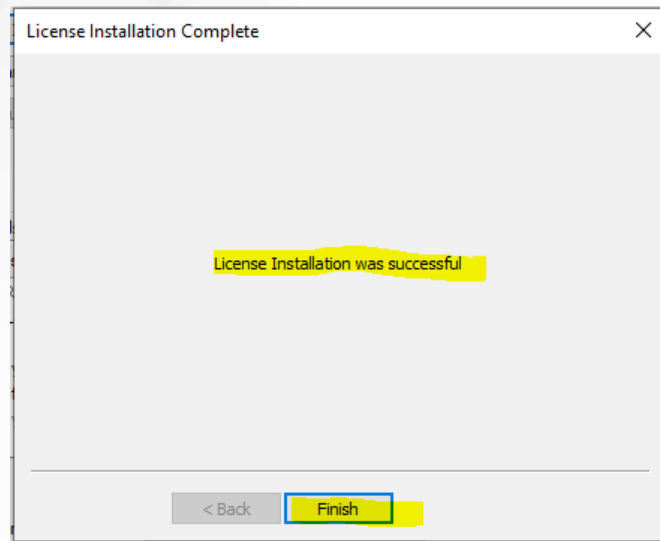 License Installation Complete
License Installation was successful
< Back
Finish